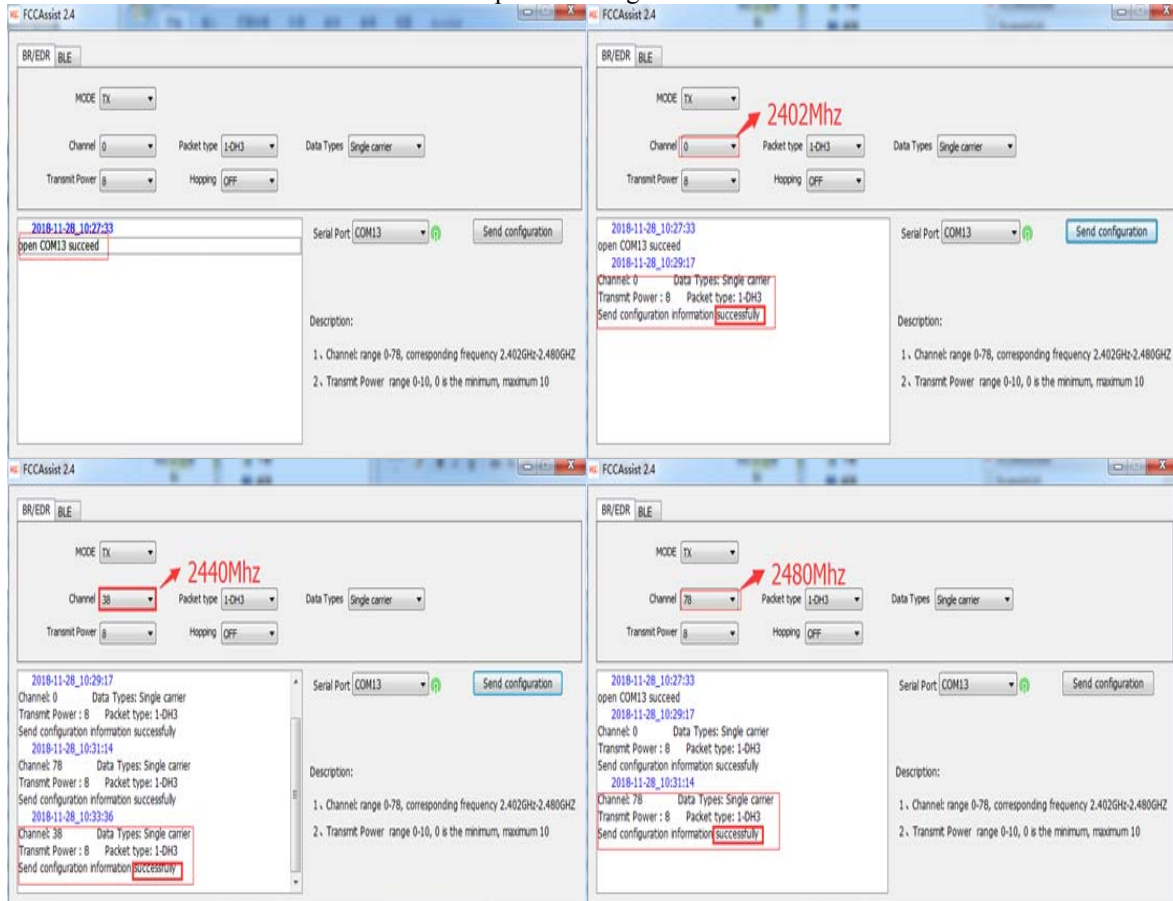 FCCAssist 2.4
BR/EDR BLE
MODE TX
Channel 0 Packet type 1-DH3 Data Types Single carrier
Transmit Power 8 Hopping OFF
2018-11-28_10:27:33
open COM13 succeed
Serial Port COM13 Send configuration
Description:
1、Channel: range 0-78, corresponding frequency 2.402GHz-2.480GHZ
2、Transmit Power range 0-10, 0 is the minimum, maximum 10
FCCAssist 2.4
BR/EDR BLE
MODE TX
2402Mhz
Channel 0 Packet type 1-DH3 Data Types Single carrier
Transmit Power 8 Hopping OFF
2018-11-28_10:27:33
open COM13 succeed
2018-11-28_10:29:17
Channel: 0 Data Types: Single carrier
Transmit Power : 8 Packet type: 1-DH3
Send configuration information successfully
Serial Port COM13 Send configuration
Description:
1、Channel: range 0-78, corresponding frequency 2.402GHz-2.480GHZ
2、Transmit Power range 0-10, 0 is the minimum, maximum 10
FCCAssist 2.4
BR/EDR BLE
MODE TX
2440Mhz
Channel 38 Packet type 1-DH3 Data Types Single carrier
Transmit Power 8 Hopping OFF
2018-11-28_10:29:17
Channel: 0 Data Types: Single carrier
Transmit Power : 8 Packet type: 1-DH3
Send configuration information successfully
2018-11-28_10:31:14
Channel: 78 Data Types: Single carrier
Transmit Power : 8 Packet type: 1-DH3
Send configuration information successfully
2018-11-28_10:33:36
Channel: 38 Data Types: Single carrier
Transmit Power : 8 Packet type: 1-DH3
Send configuration information successfully
Serial Port COM13 Send configuration
Description:
1、Channel: range 0-78, corresponding frequency 2.402GHz-2.480GHZ
2、Transmit Power range 0-10, 0 is the minimum, maximum 10
FCCAssist 2.4
BR/EDR BLE
MODE TX
2480Mhz
Channel 78 Packet type 1-DH3 Data Types Single carrier
Transmit Power 8 Hopping OFF
2018-11-28_10:27:33
open COM13 succeed
2018-11-28_10:29:17
Channel: 0 Data Types: Single carrier
Transmit Power : 8 Packet type: 1-DH3
Send configuration information successfully
2018-11-28_10:31:14
Channel: 78 Data Types: Single carrier
Transmit Power : 8 Packet type: 1-DH3
Send configuration information successfully
Serial Port COM13 Send configuration
Description:
1、Channel: range 0-78, corresponding frequency 2.402GHz-2.480GHZ
2、Transmit Power range 0-10, 0 is the minimum, maximum 10